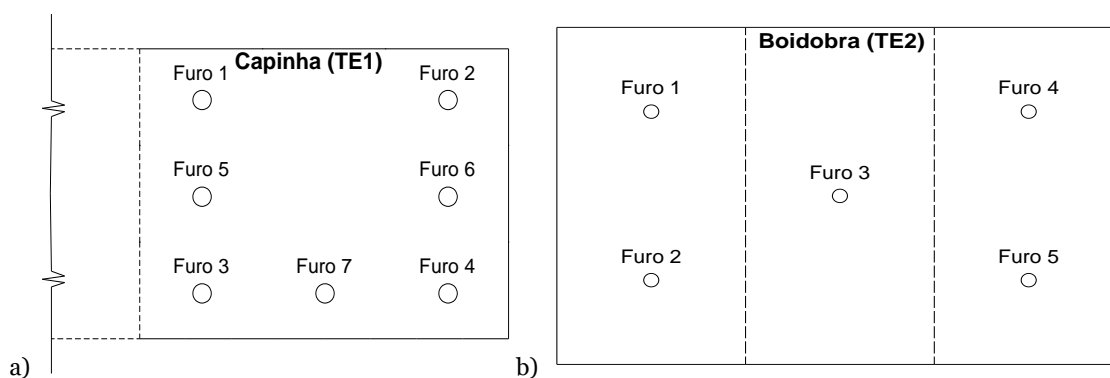 Capinha (TE1)
Furo 1
Furo 2
Furo 5
Furo 6
Furo 3
Furo 7
Furo 4
a)
Boidobra (TE2)
Furo 1
Furo 4
Furo 3
Furo 2
Furo 5
b)